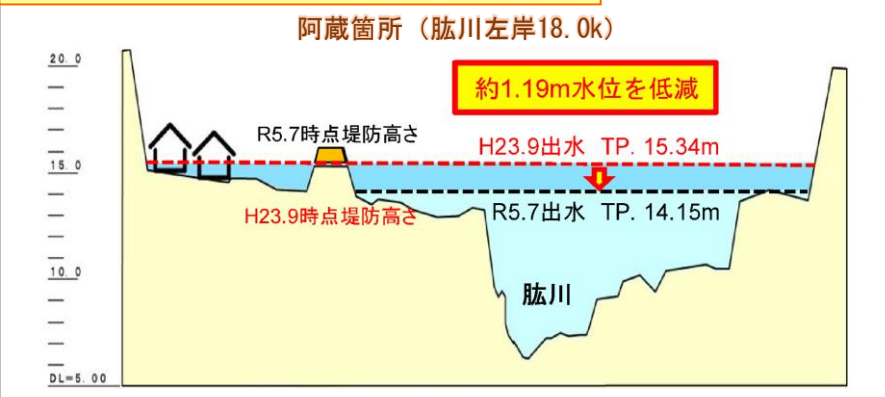 阿蔵箇所（肱川左岸18.0k）
20.0
約1.19m水位を低減
R5.7時点堤防高さ
H23.9出水 TP. 15.34m
15.0
H23.9時点堤防高さ
R5.7出水 TP. 14.15m
10.0
肱川
DL=5.00